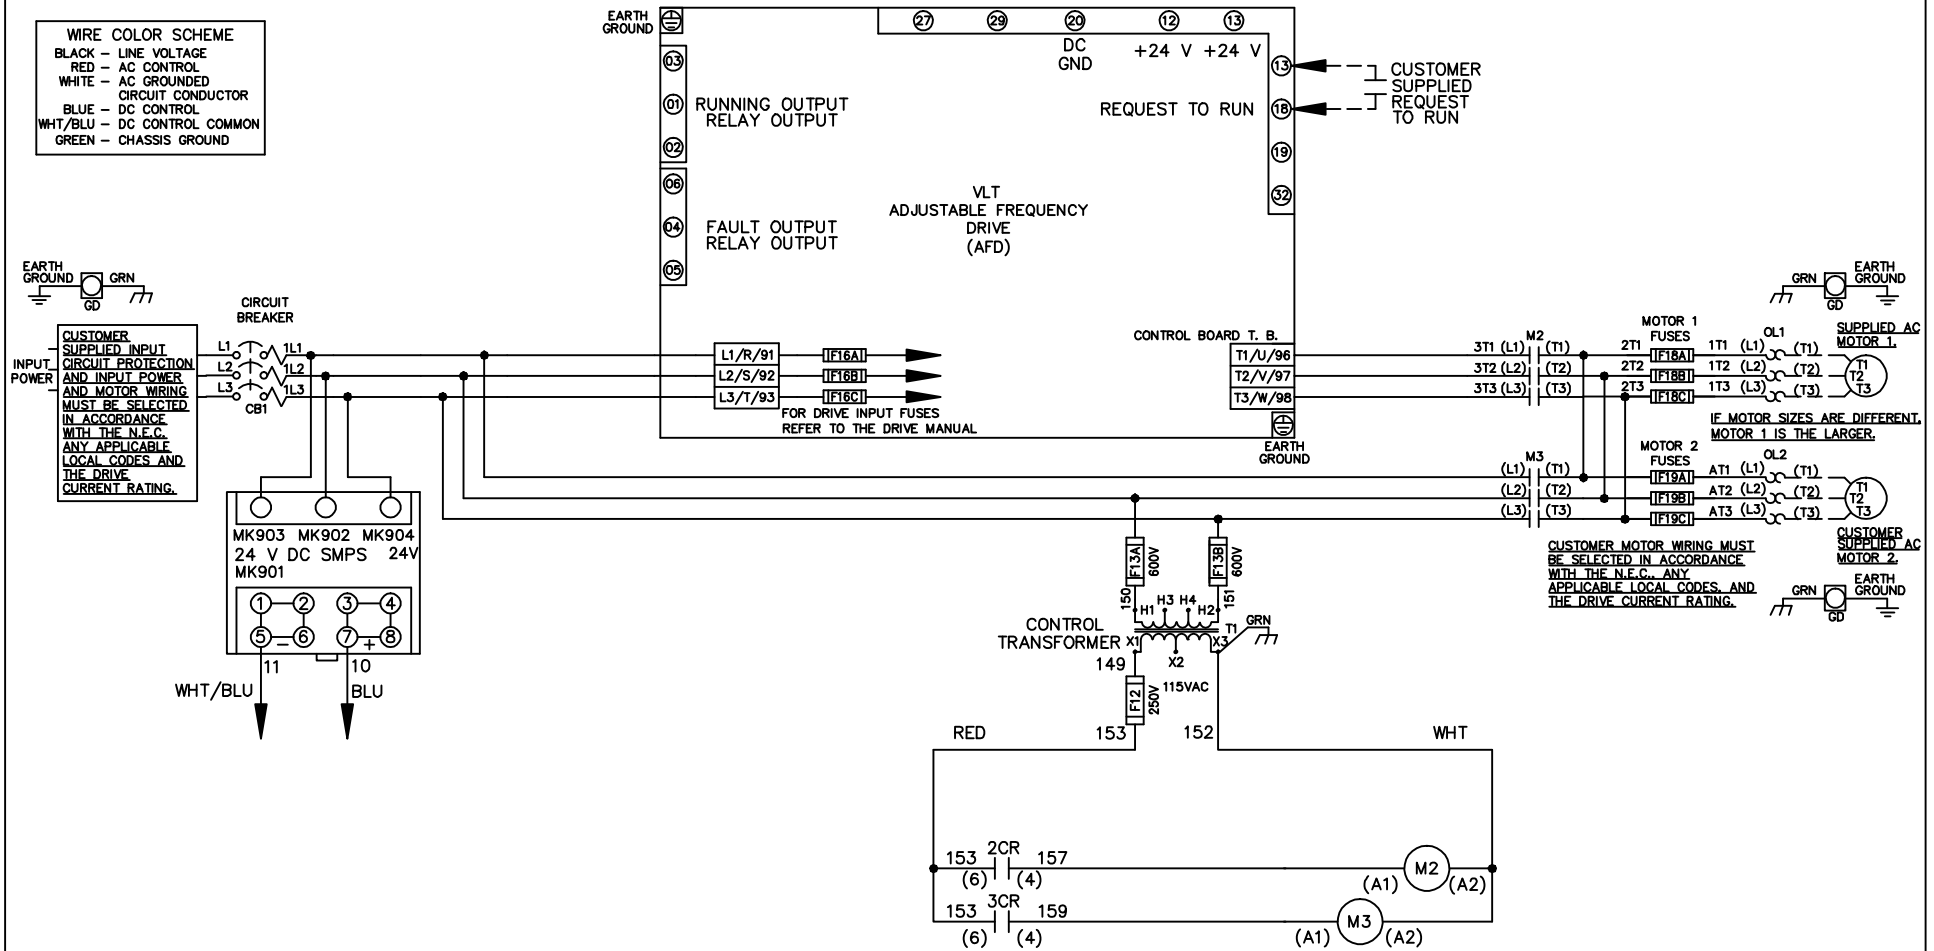 WIRE COLOR SCHEME
BLACK – LINE VOLTAGE
RED – AC CONTROL
WHITE – AC GROUNDED
CIRCUIT CONDUCTOR
BLUE – DC CONTROL
WHT/BLU – DC CONTROL COMMON
GREEN – CHASSIS GROUND
EARTH
GROUND
27
29
20
12
13
DC
GND
+24 V
+24 V
03
01
02
RUNNING OUTPUT
RELAY OUTPUT
06
04
05
FAULT OUTPUT
RELAY OUTPUT
VLT
ADJUSTABLE FREQUENCY
DRIVE
(AFD)
REQUEST TO RUN
13
18
19
32
CUSTOMER
SUPPLIED
REQUEST
TO RUN
EARTH
GROUND
GRN
GD
CUSTOMER
SUPPLIED INPUT
CIRCUIT PROTECTION
AND INPUT POWER
AND MOTOR WIRING
MUST BE SELECTED
IN ACCORDANCE
WITH THE N.E.C.
ANY APPLICABLE
LOCAL CODES AND
THE DRIVE
CURRENT RATING.
INPUT
POWER
CIRCUIT
BREAKER
L1
L2
L3
1L1
1L2
1L3
CB1
L1/R/91
L2/S/92
L3/T/93
F16A
F16B
F16C
FOR DRIVE INPUT FUSES
REFER TO THE DRIVE MANUAL
CONTROL BOARD T. B.
T1/U/96
T2/V/97
T3/W/98
EARTH
GROUND
M2
3T1 (L1) (T1)
3T2 (L2) (T2)
3T3 (L3) (T3)
MOTOR 1
FUSES
2T1 F18A 1T1 (L1) (T1)
2T2 F18B 1T2 (L2) (T2)
2T3 F18C 1T3 (L3) (T3)
OL1
GRN
GD
EARTH
GROUND
SUPPLIED AC
MOTOR 1.
T1
T2
T3
IF MOTOR SIZES ARE DIFFERENT,
MOTOR 1 IS THE LARGER.
M3
(L1) (T1)
(L2) (T2)
(L3) (T3)
MOTOR 2
FUSES
F19A AT1 (L1) (T1)
F19B AT2 (L2) (T2)
F19C AT3 (L3) (T3)
OL2
T1
T2
T3
CUSTOMER
SUPPLIED AC
MOTOR 2.
CUSTOMER MOTOR WIRING MUST
BE SELECTED IN ACCORDANCE
WITH THE N.E.C., ANY
APPLICABLE LOCAL CODES, AND
THE DRIVE CURRENT RATING.
GRN
GD
EARTH
GROUND
MK903 MK902 MK904
24 V DC SMPS 24V
MK901
1 2 3 4
5 – 6 7 + 8
11
10
WHT/BLU
BLU
F13A
600V
F13B
600V
150
151
H1 H3 H4 H2
CONTROL
TRANSFORMER
T1
GRN
X1
X2
X3
149
115VAC
F12
250V
RED
153
152
WHT
153 2CR 157
(6) (4)
M2
(A1) (A2)
153 3CR 159
(6) (4)
M3
(A1) (A2)